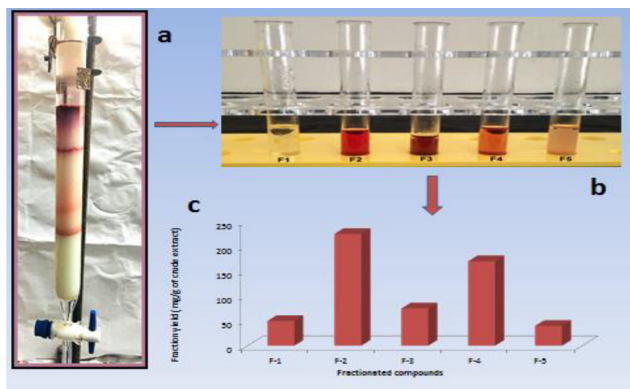 a
F1 F2 F3 F4 F5
b
c
Fraction yield (mg/g of crude extract)
250
200
150
100
50
0
F-1 F-2 F-3 F-4 F-5
Fractionated compounds